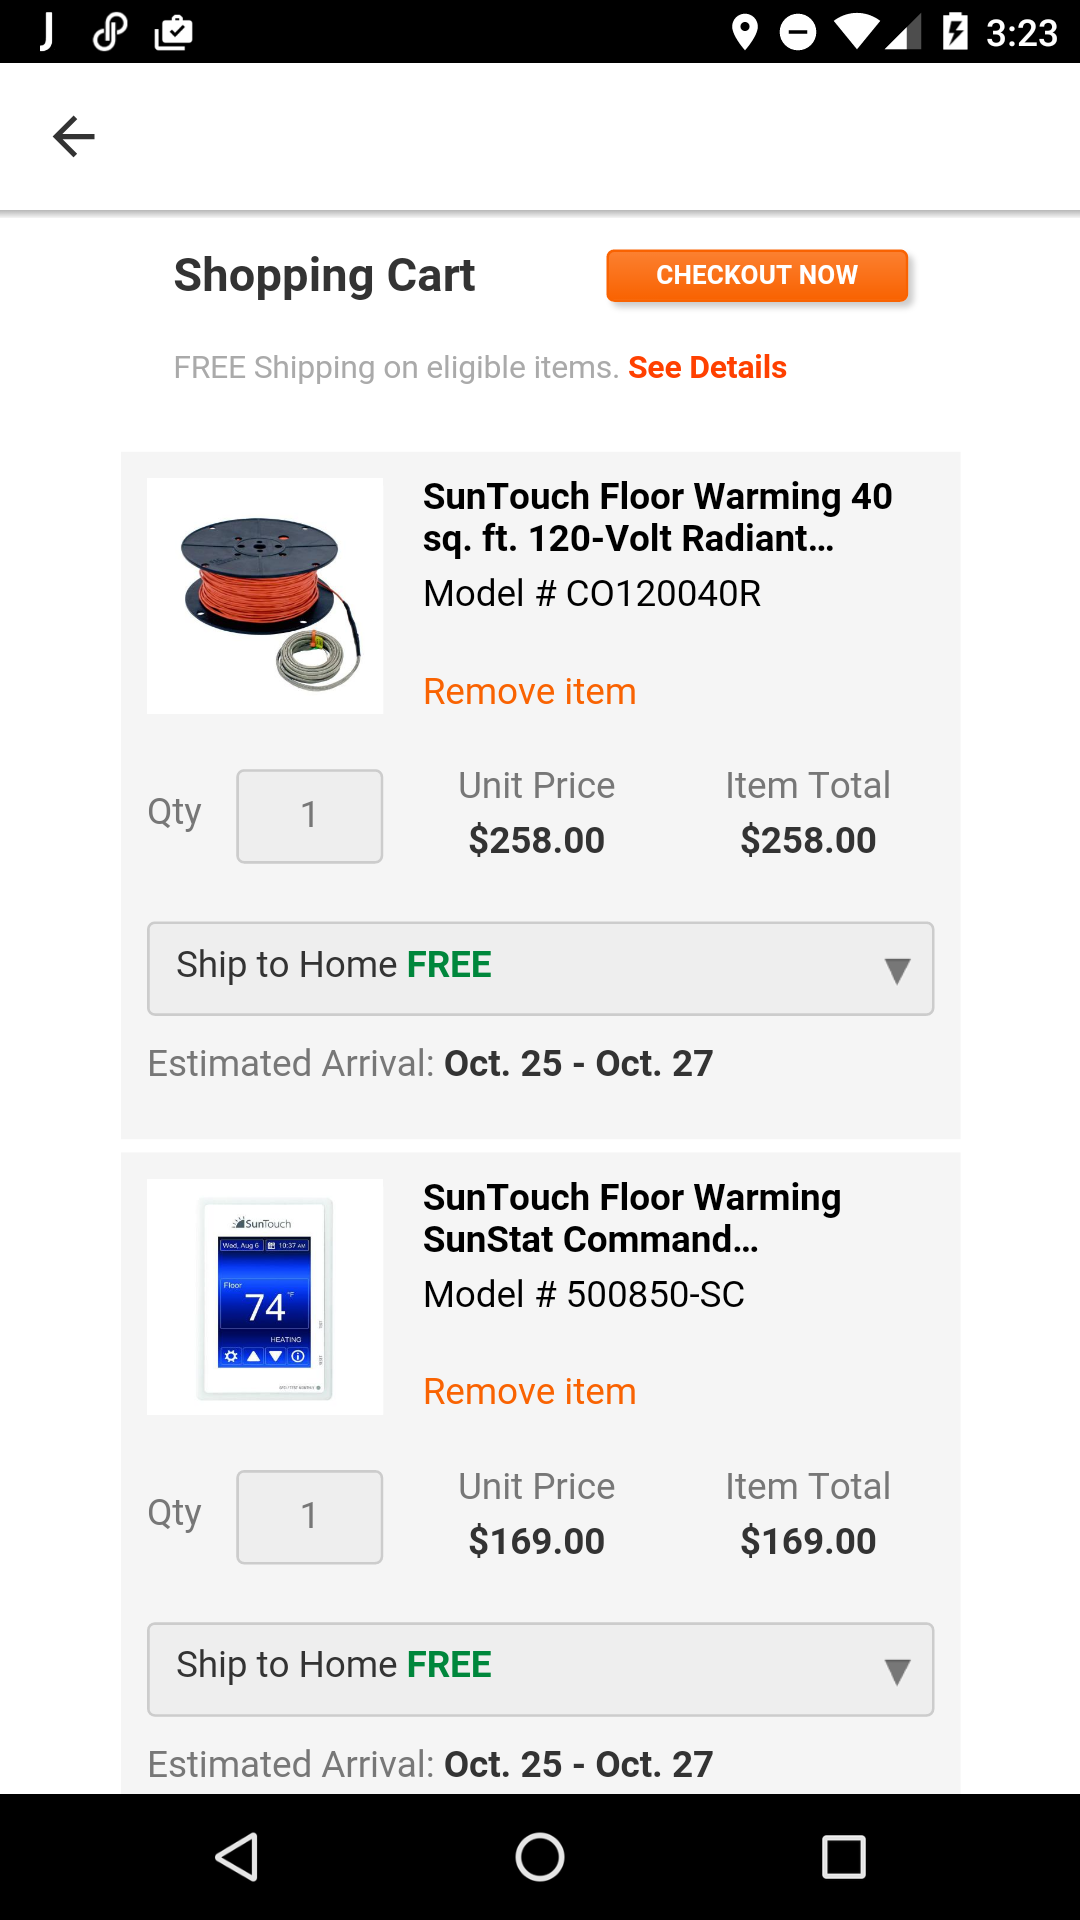 3:23
Shopping Cart
CHECKOUT NOW
FREE Shipping on eligible items. See Details
SunTouch Floor Warming 40
sq. ft. 120-Volt Radiant...
Model # CO120040R
Remove item
Qty
1
Unit Price
$258.00
Item Total
$258.00
Ship to Home FREE
Estimated Arrival: Oct. 25 - Oct. 27
SunTouch
Wed, Aug 6
10:37 AM
Floor
74 °F
HEATING
SunTouch Floor Warming
SunStat Command...
Model # 500850-SC
Remove item
Qty
1
Unit Price
$169.00
Item Total
$169.00
Ship to Home FREE
Estimated Arrival: Oct. 25 - Oct. 27